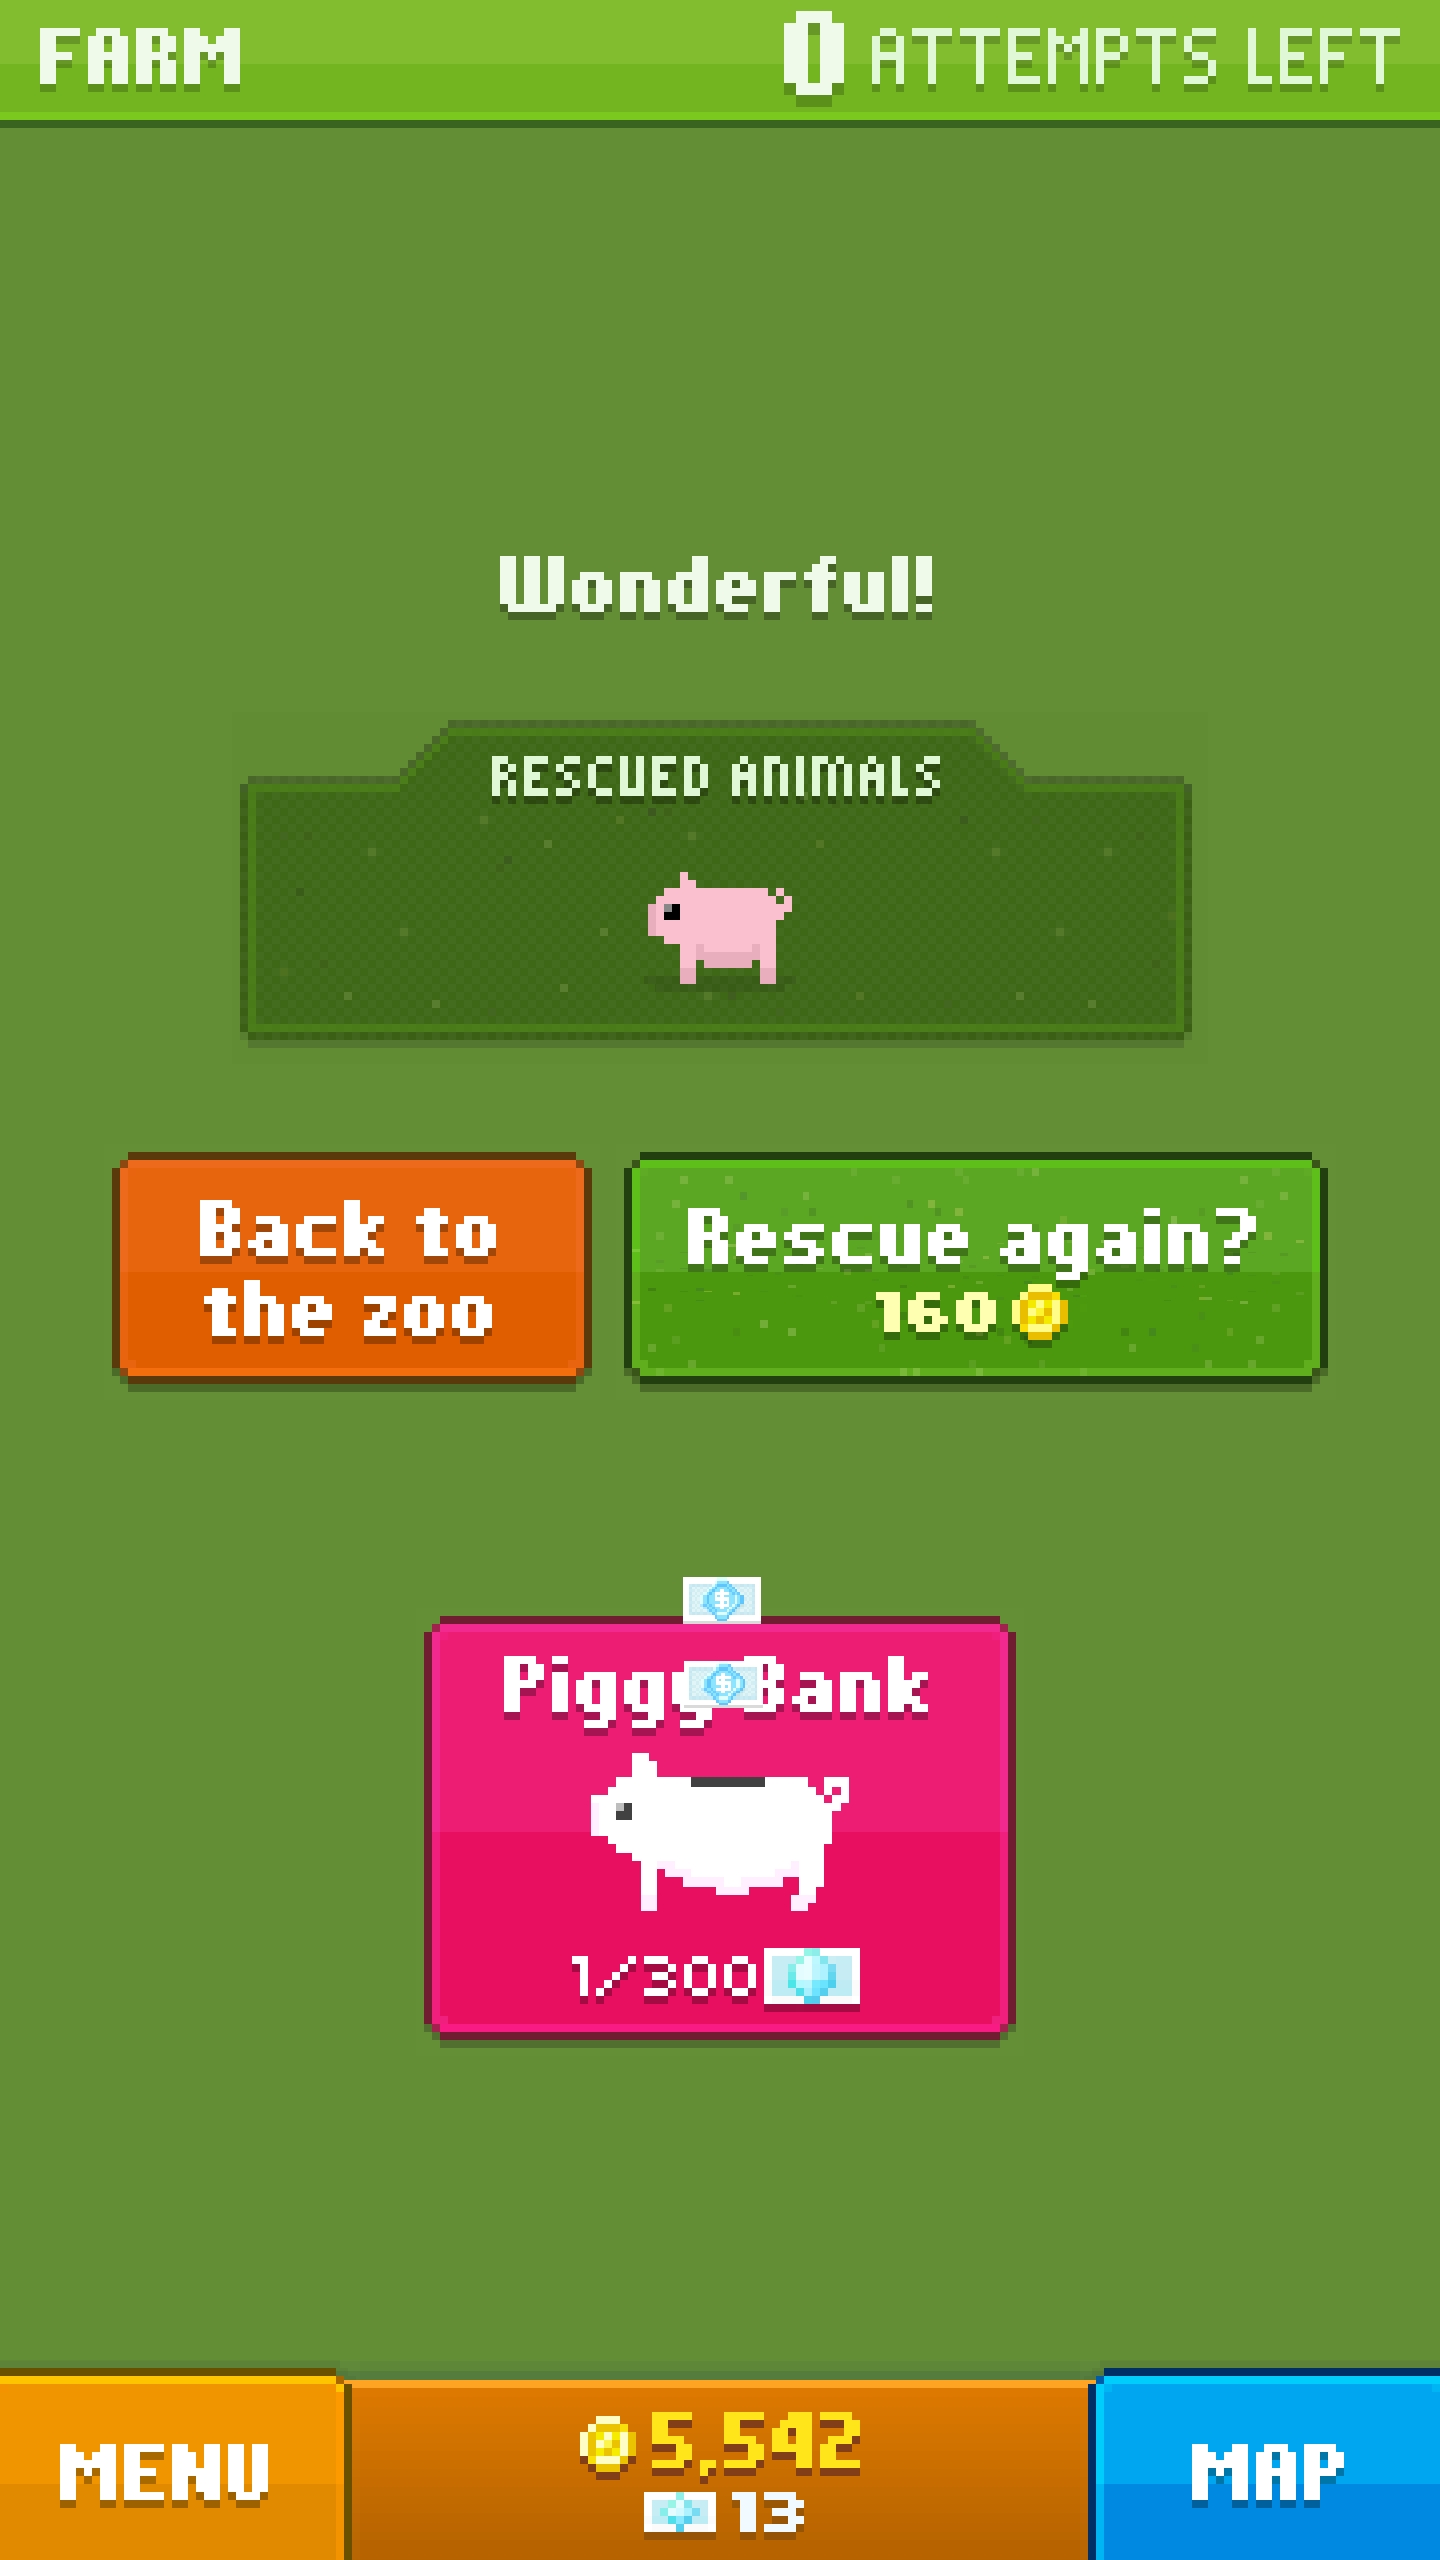 FARM
0 ATTEMPTS LEFT
Wonderful!
RESCUED ANIMALS
Back to
the zoo
Rescue again?
160
Piggy Bank
1/300
MENU
5,542
13
MAP